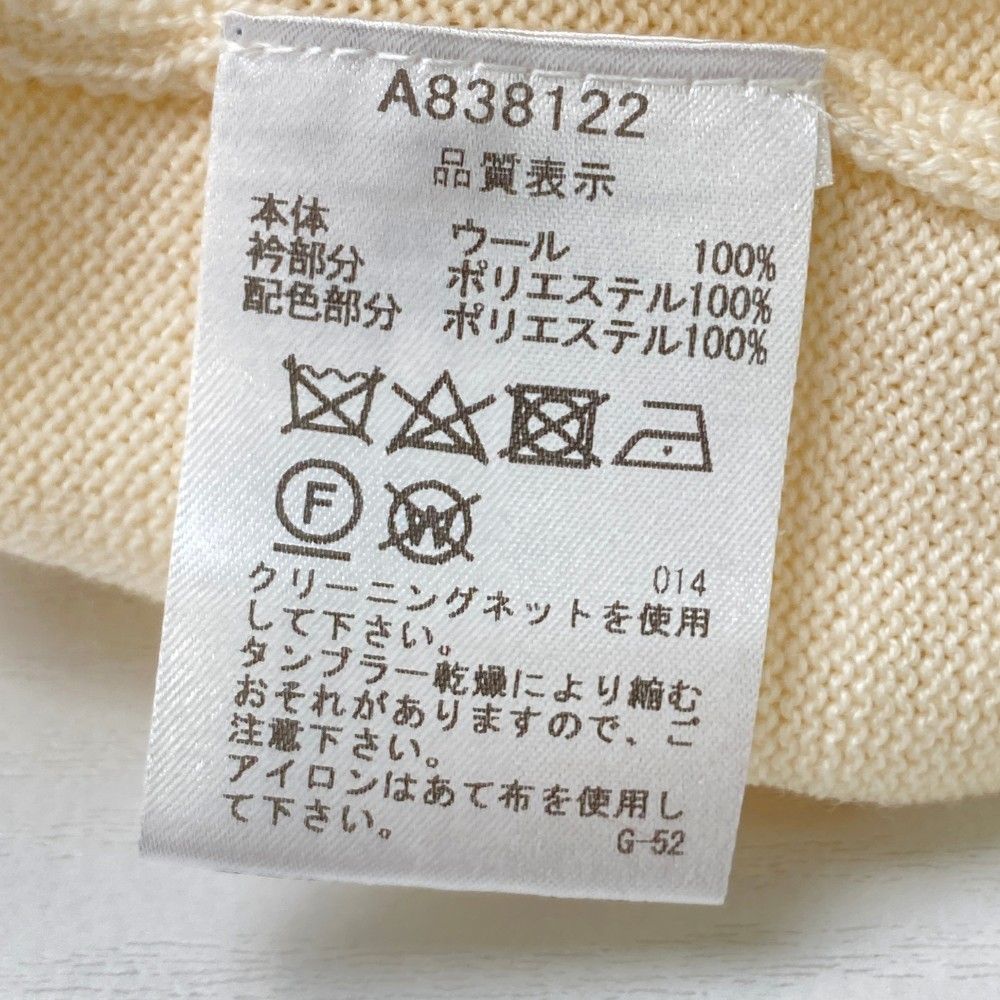 A838122
品質表示
本体 ウール 100%
衿部分 ポリエステル100%
配色部分 ポリエステル100%
F W
014
クリーニングネットを使用
して下さい。
タンブラー乾燥により縮む
おそれがありますので、ご
注意下さい。
アイロンはあて布を使用し
て下さい。
G-52